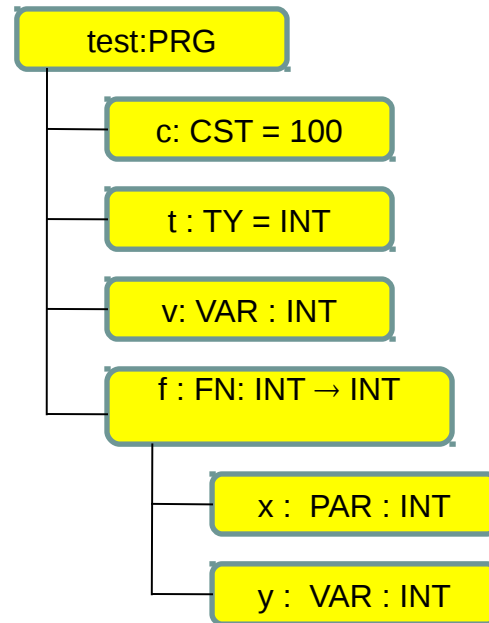 test:PRG
c: CST = 100
t : TY = INT
v: VAR : INT
f : FN: INT → INT
x : PAR : INT
y : VAR : INT